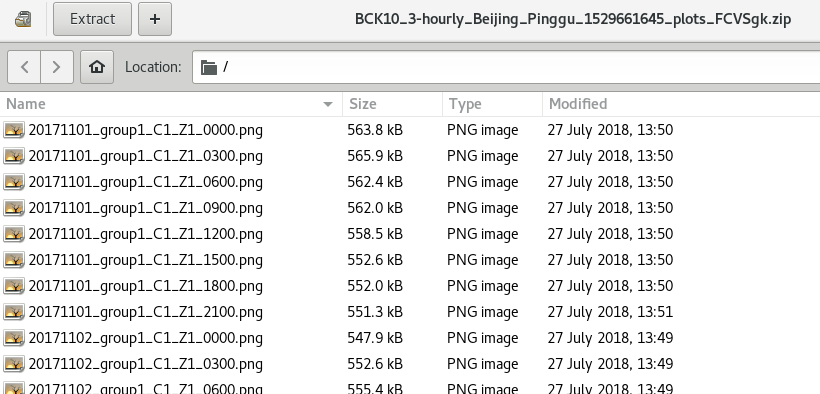 Extract + BCK10_3-hourly_Beijing_Pinggu_1529661645_plots_FCVSgk.zip
Location: /
Name Size Type Modified
20171101_group1_C1_Z1_0000.png 563.8 kB PNG image 27 July 2018, 13:50
20171101_group1_C1_Z1_0300.png 565.9 kB PNG image 27 July 2018, 13:50
20171101_group1_C1_Z1_0600.png 562.4 kB PNG image 27 July 2018, 13:50
20171101_group1_C1_Z1_0900.png 562.0 kB PNG image 27 July 2018, 13:50
20171101_group1_C1_Z1_1200.png 558.5 kB PNG image 27 July 2018, 13:50
20171101_group1_C1_Z1_1500.png 552.6 kB PNG image 27 July 2018, 13:50
20171101_group1_C1_Z1_1800.png 552.0 kB PNG image 27 July 2018, 13:50
20171101_group1_C1_Z1_2100.png 551.3 kB PNG image 27 July 2018, 13:51
20171102_group1_C1_Z1_0000.png 547.9 kB PNG image 27 July 2018, 13:49
20171102_group1_C1_Z1_0300.png 552.6 kB PNG image 27 July 2018, 13:49
20171102_group1_C1_Z1_0600.png 555.4 kB PNG image 27 July 2018, 13:49